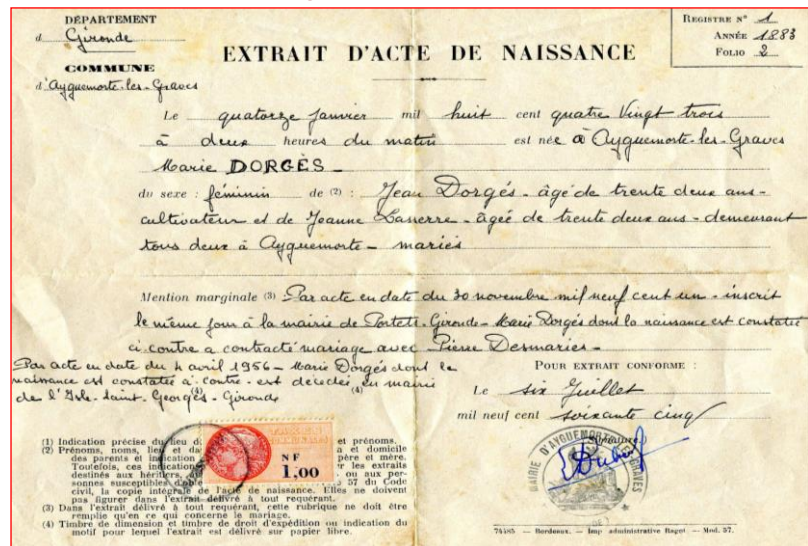 DÉPARTEMENT
d Gironde
COMMUNE
d'Ayguemorte-les-Graves
REGISTRE N° 1
ANNÉE 1883
FOLIO 2
EXTRAIT D'ACTE DE NAISSANCE
Le quatorze janvier mil huit cent quatre Vingt trois
à deux heures du matin est née à Ayguemorte-les-Graves
Marie DORGÈS -
du sexe : féminin de (2) : Jean Dorgés - âgé de trente deux ans -
cultivateur et de Jeanne Lasserre - âgée de trente deux ans - demeurant
tous deux à Ayguemorte - mariés
Mention marginale (3) Par acte en date du 30 novembre mil neuf cent un - inscrit
le même jour à la mairie de Portets - Gironde - Marie Dorgés dont la naissance est constatée
ci-contre a contracté mariage avec Pierre Desmaries -
Par acte en date du 4 avril 1956 - Marie Dorgés dont la
naissance est constatée ci-contre - est décédée en mairie
de l'Isle-Saint-Georges - Gironde (4)
POUR EXTRAIT CONFORME :
Le six Juillet
mil neuf cent soixante cinq
Signature
MAIRIE D'AYGUEMORTE LES GRAVES
NF
1,00
(1) Indication précise du lieu d et prénoms.
(2) Prénoms, noms, lieu et da a et domicile
des parents et indication père et mère.
Toutefois, ces indications r les extraits
destinés aux héritiers, a ou aux per-
sonnes susceptibles d'obte 57 du Code
civil, la copie intégrale de l'acte de naissance. Elles ne doivent
pas figurer dans l'extrait délivré à tout requérant.
(3) Dans l'extrait délivré à tout requérant, cette rubrique ne doit être
remplie qu'en ce qui concerne le mariage.
(4) Timbre de dimension et timbre de droit d'expédition ou indication du
motif pour lequel l'extrait est délivré sur papier libre.
74485 — Bordeaux. — Imp administrative Raget — Mod. 37.